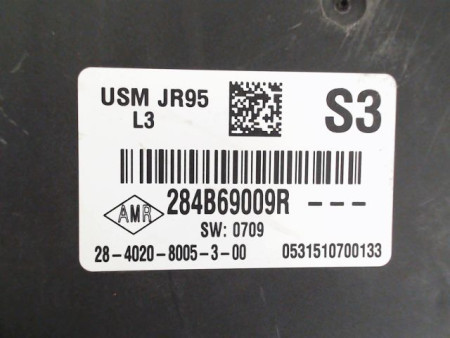 USM JR95 S3
L3
AMR 284B69009R ---
SW: 0709
28-4020-8005-3-00 0531510700133